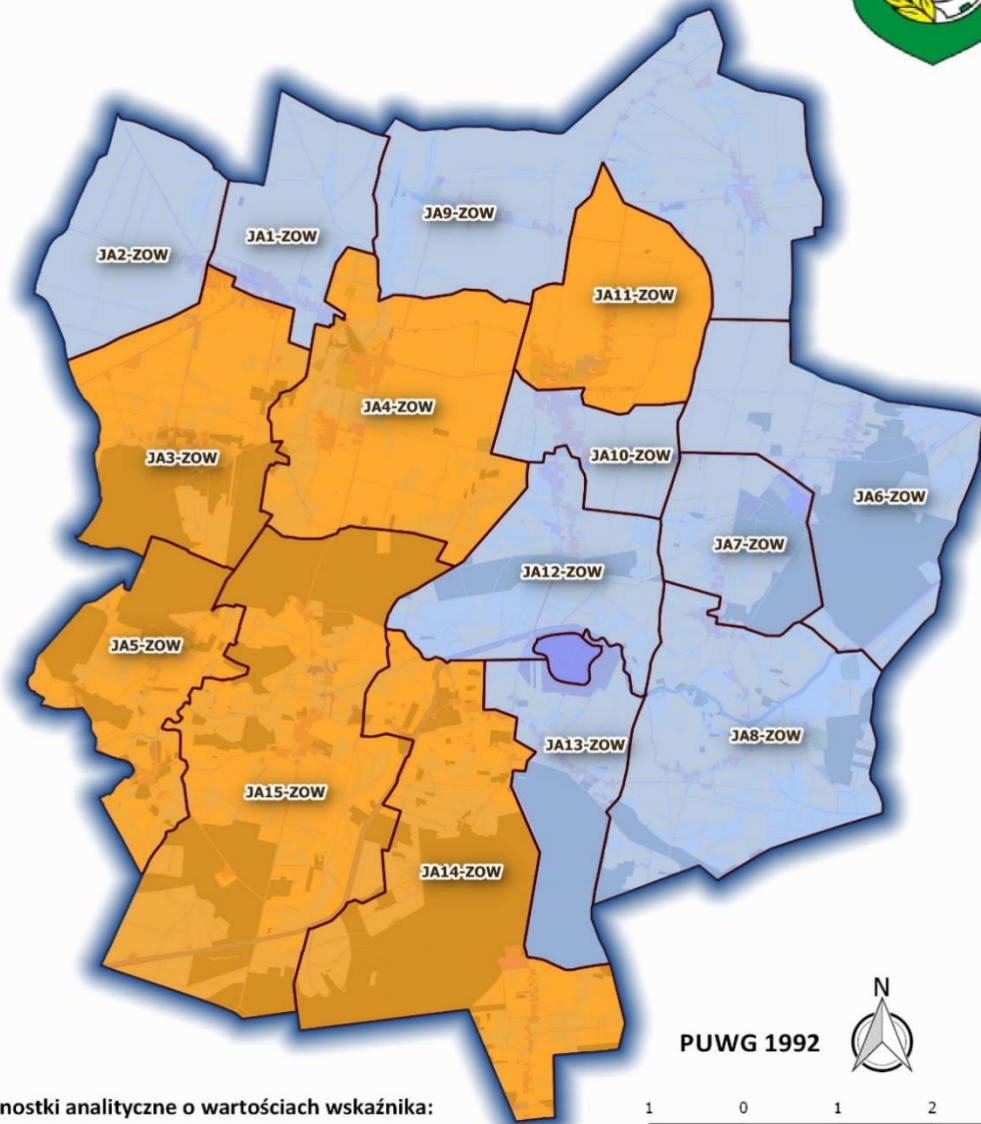 JA9-ZOW
JA1-ZOW
JA2-ZOW
JA11-ZOW
JA4-ZOW
JA3-ZOW
JA10-ZOW
JA6-ZOW
JA7-ZOW
JA12-ZOW
JA5-ZOW
JA8-ZOW
JA13-ZOW
JA15-ZOW
JA14-ZOW
N
PUWG 1992
nostki analityczne o wartościach wskaźnika:
1 0 1 2